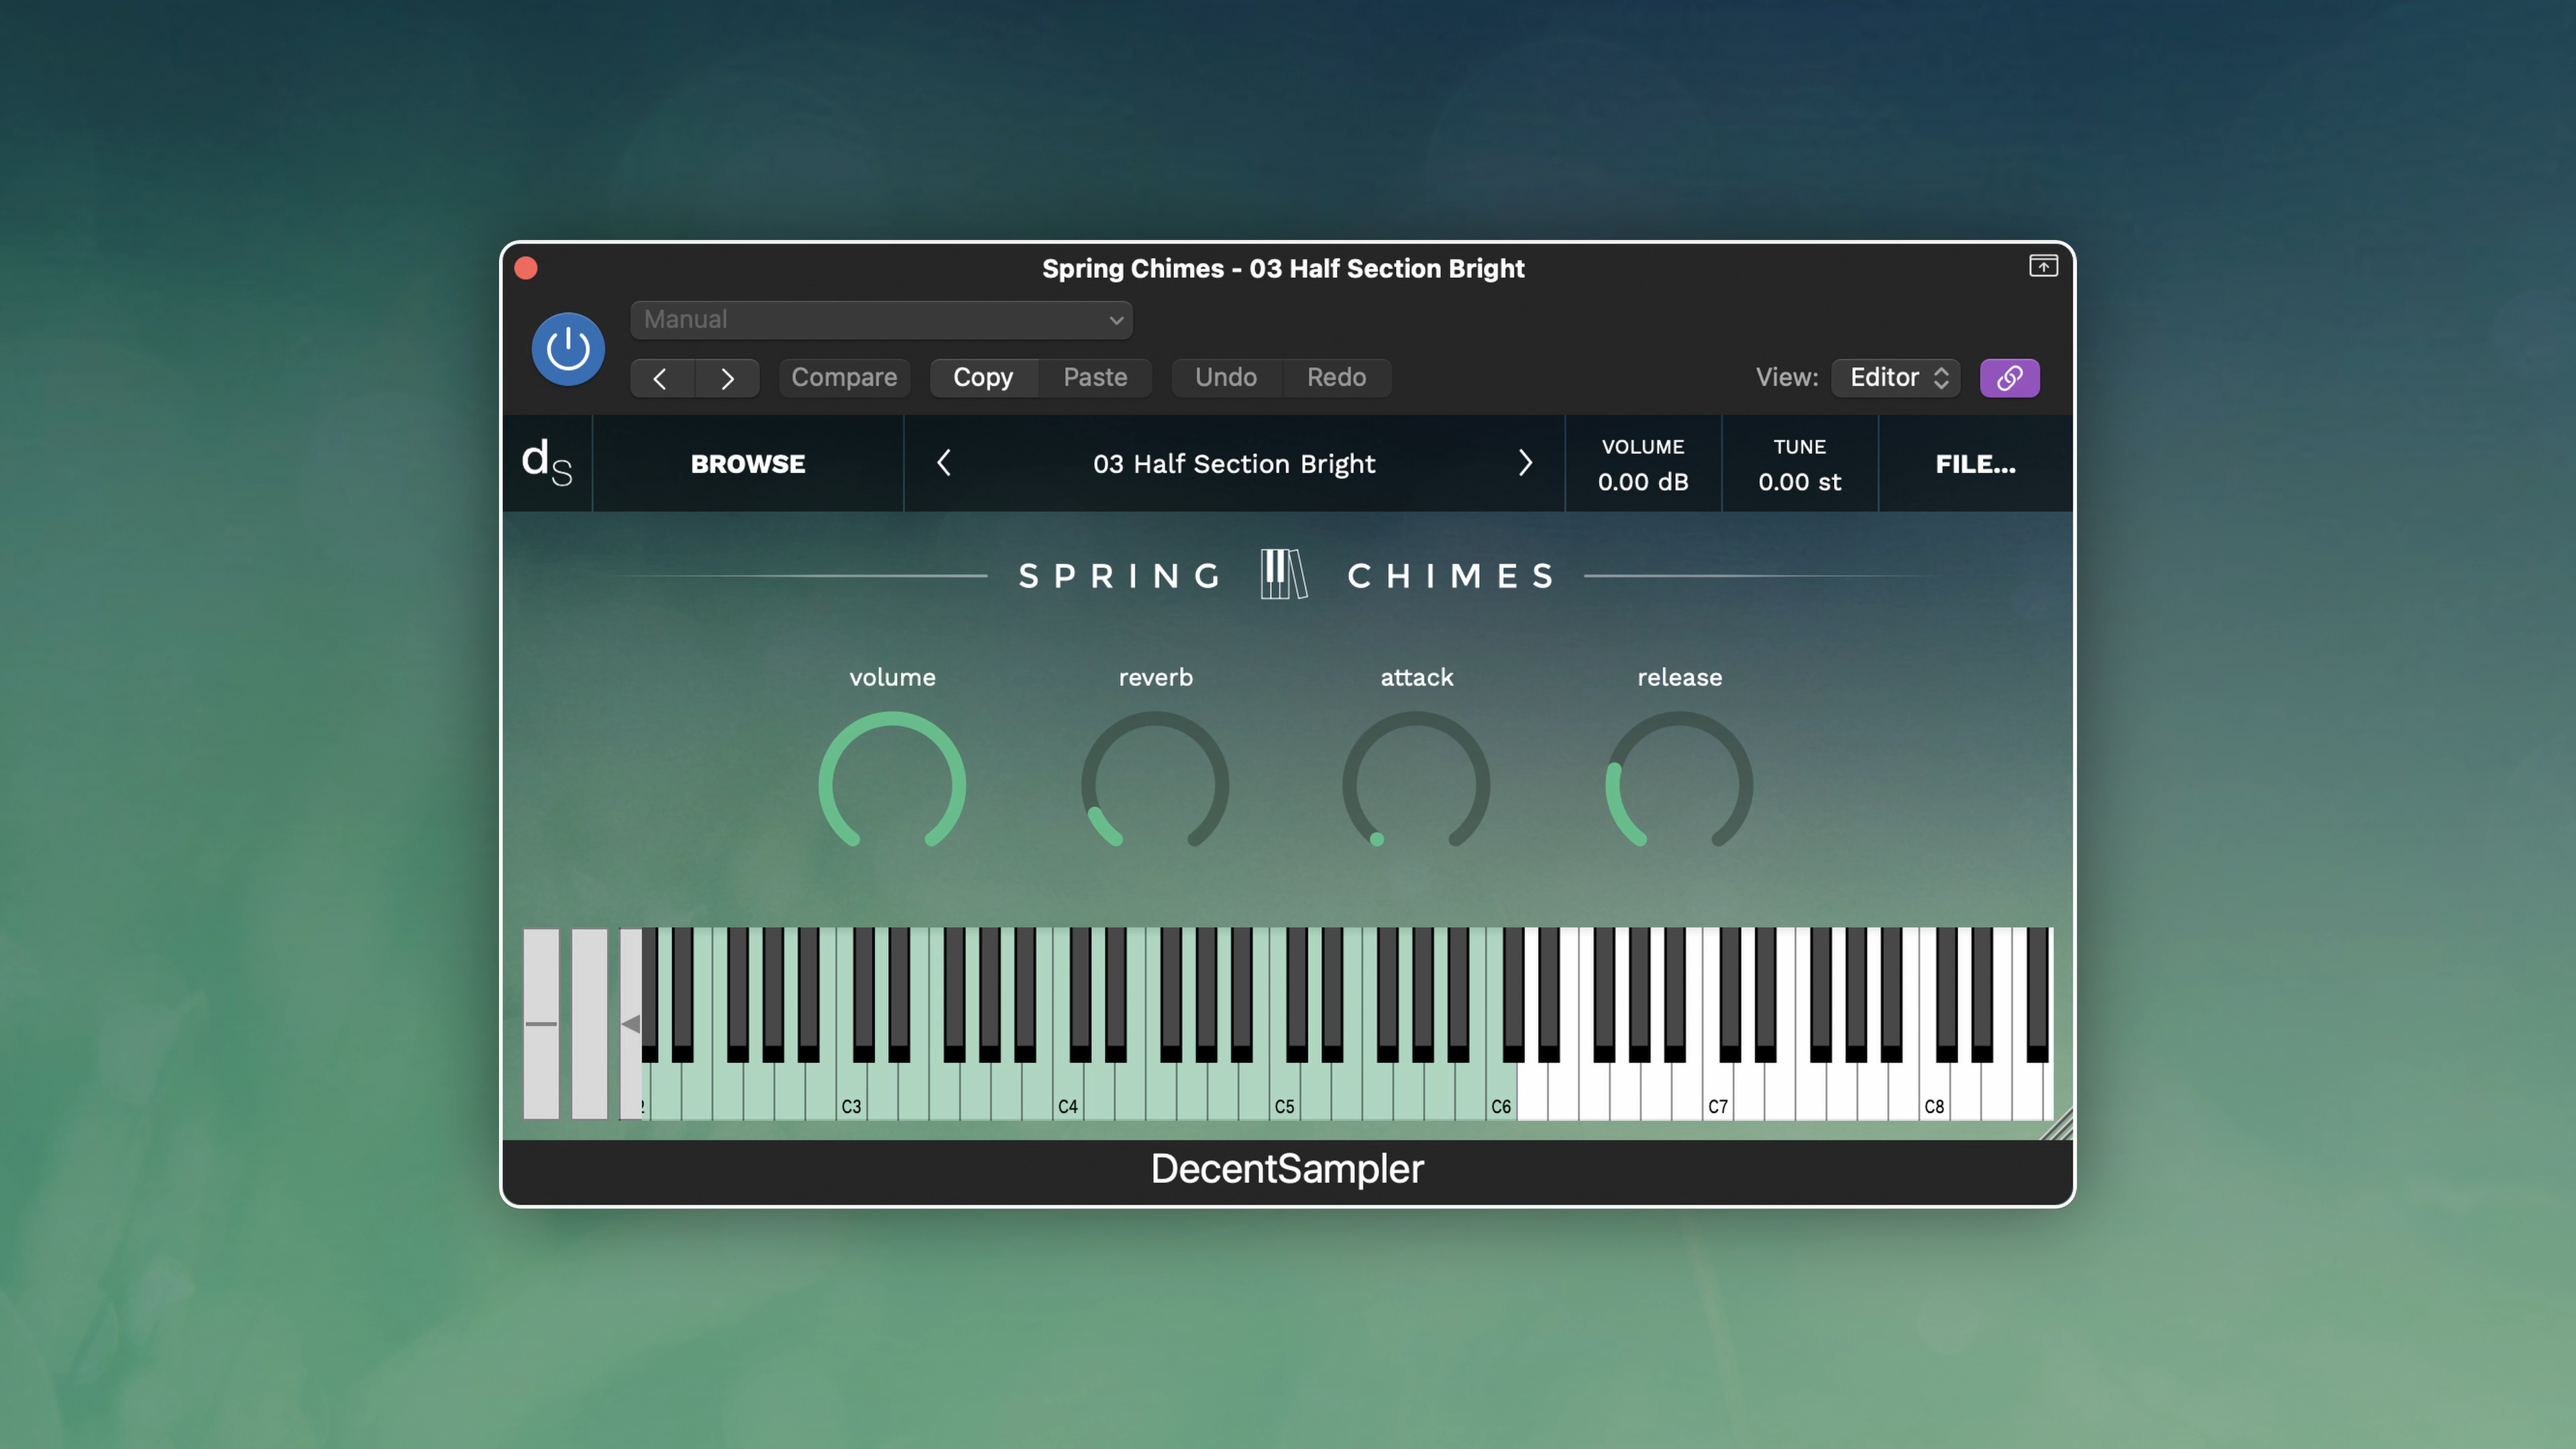 Spring Chimes - 03 Half Section Bright
Manual
Compare Copy Paste Undo Redo View: Editor
ds BROWSE 03 Half Section Bright VOLUME 0.00 dB TUNE 0.00 st FILE...
SPRING CHIMES
volume reverb attack release
C3 C4 C5 C6 C7 C8
DecentSampler